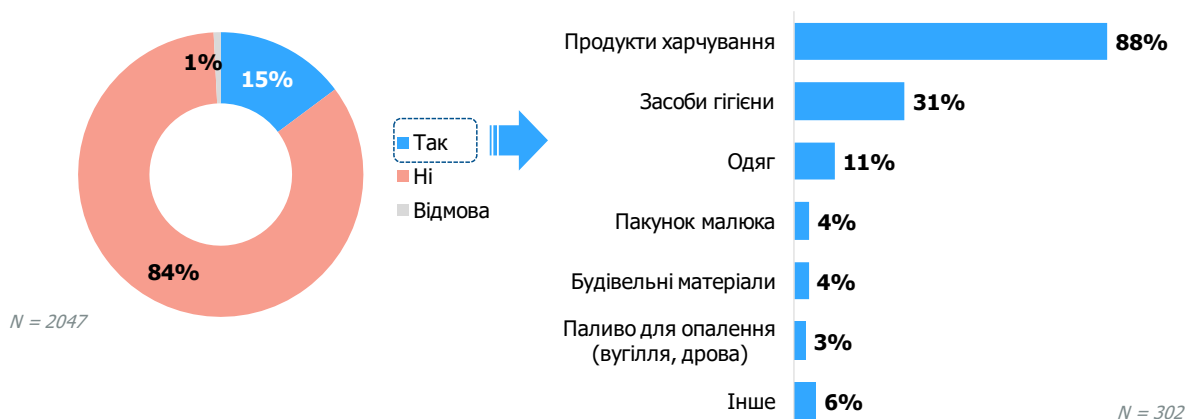 1%
15%
84%
N = 2047
Так
Ні
Відмова
Продукти харчування 88%
Засоби гігієни 31%
Одяг 11%
Пакунок малюка 4%
Будівельні матеріали 4%
Паливо для опалення
(вугілля, дрова) 3%
Інше 6%
N = 302